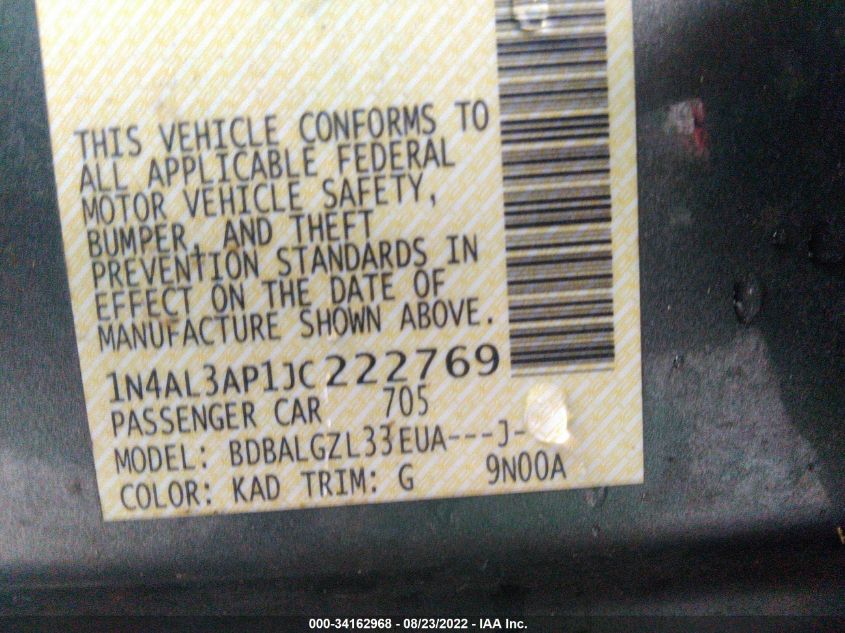 THIS VEHICLE CONFORMS TO
ALL APPLICABLE FEDERAL
MOTOR VEHICLE SAFETY,
BUMPER, AND THEFT
PREVENTION STANDARDS IN
EFFECT ON THE DATE OF
MANUFACTURE SHOWN ABOVE.
1N4AL3AP1JC222769
PASSENGER CAR 705
MODEL: BDBALGZL33EUA---J-
COLOR: KAD TRIM: G 9N00A
000-34162968 - 08/23/2022 - IAA Inc.